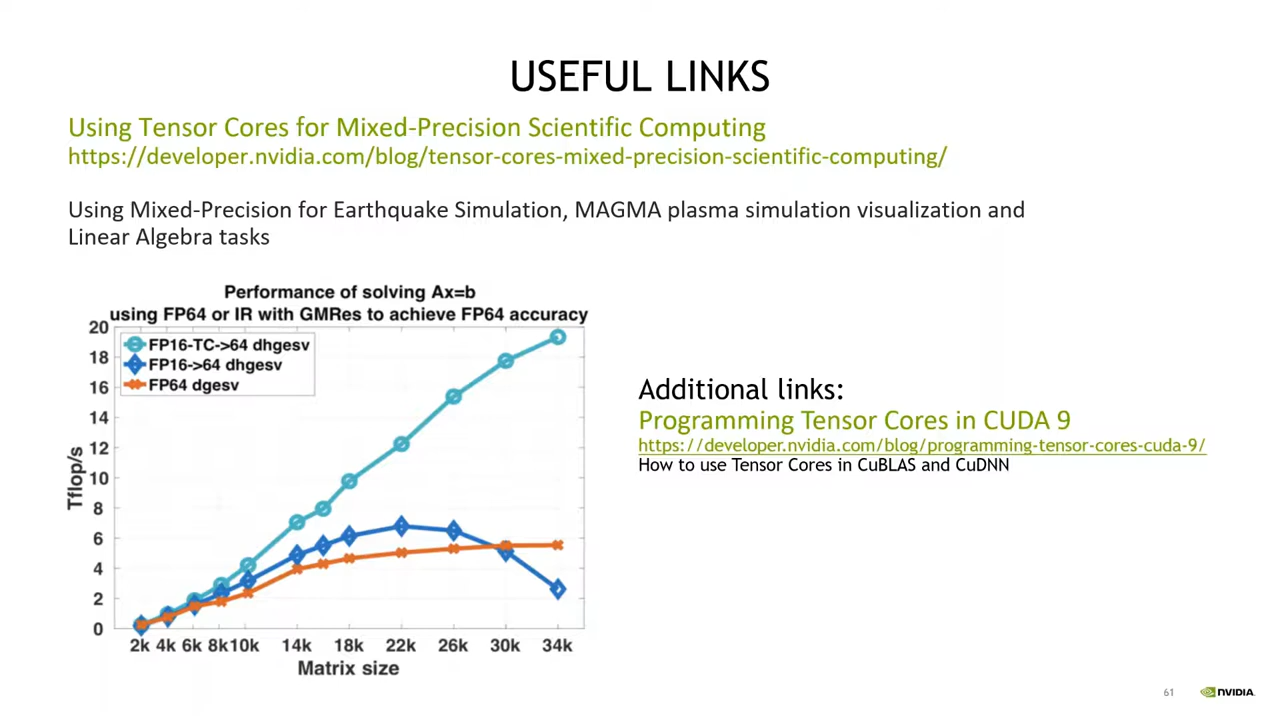 USEFUL LINKS
Using Tensor Cores for Mixed-Precision Scientific Computing
https://developer.nvidia.com/blog/tensor-cores-mixed-precision-scientific-computing/
Using Mixed-Precision for Earthquake Simulation, MAGMA plasma simulation visualization and
Linear Algebra tasks
Performance of solving Ax=b
using FP64 or IR with GMRes to achieve FP64 accuracy
FP16-TC->64 dhgesv
FP16->64 dhgesv
FP64 dgesv
Tflop/s
20
18
16
14
12
10
8
6
4
2
0
2k 4k 6k 8k 10k 14k 18k 22k 26k 30k 34k
Matrix size
Additional links:
Programming Tensor Cores in CUDA 9
https://developer.nvidia.com/blog/programming-tensor-cores-cuda-9/
How to use Tensor Cores in CuBLAS and CuDNN
61
NVIDIA.